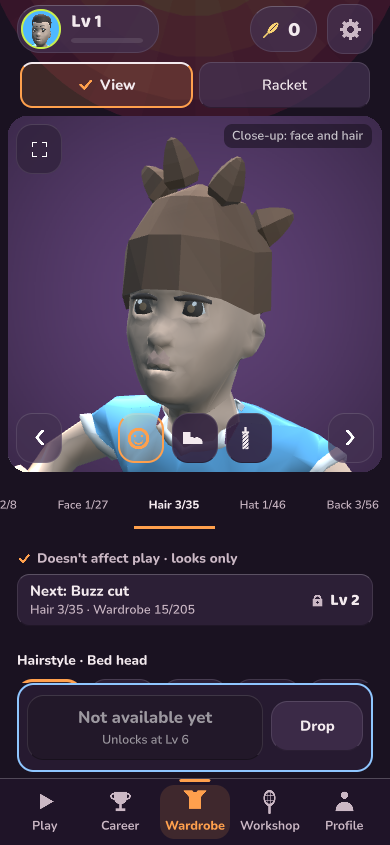 Lv 1
0
View
Racket
Close-up: face and hair
2/8
Face 1/27
Hair 3/35
Hat 1/46
Back 3/56
Doesn't affect play · looks only
Next: Buzz cut
Hair 3/35 · Wardrobe 15/205
Lv 2
Hairstyle · Bed head
Not available yet
Unlocks at Lv 6
Drop
Play
Career
Wardrobe
Workshop
Profile